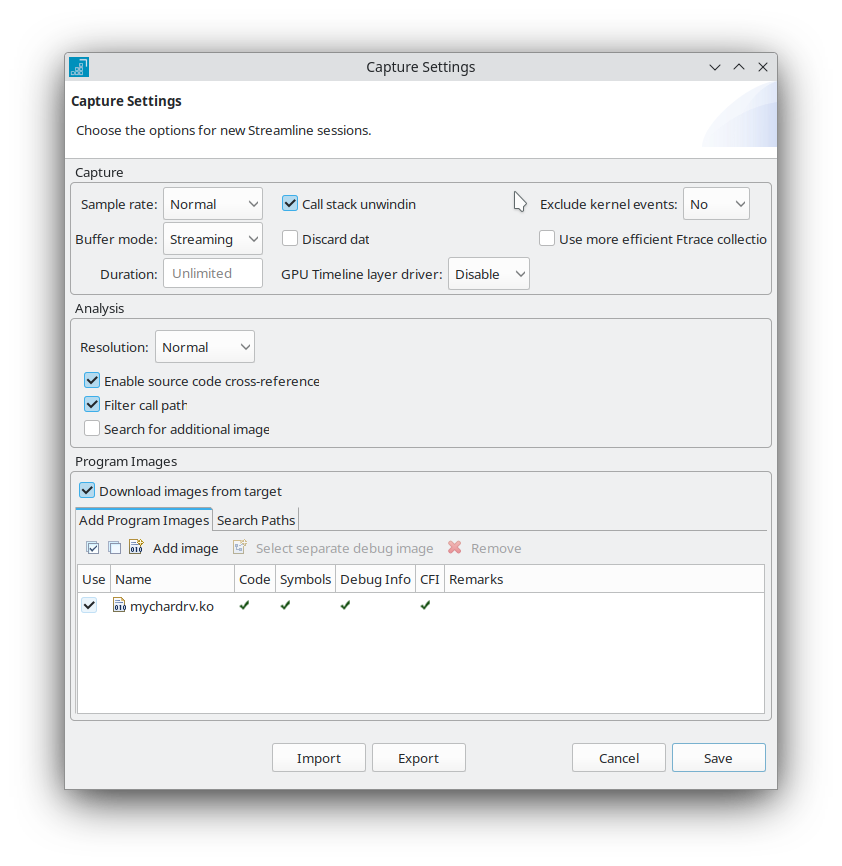 Capture Settings
Capture Settings
Choose the options for new Streamline sessions.
Capture
Sample rate: Normal Call stack unwindin Exclude kernel events: No
Buffer mode: Streaming Discard dat Use more efficient Ftrace collectio
Duration: Unlimited GPU Timeline layer driver: Disable
Analysis
Resolution: Normal
Enable source code cross-reference
Filter call path
Search for additional image
Program Images
Download images from target
Add Program Images Search Paths
Add image Select separate debug image Remove
Use Name Code Symbols Debug Info CFI Remarks
mychardrv.ko
Import Export Cancel Save